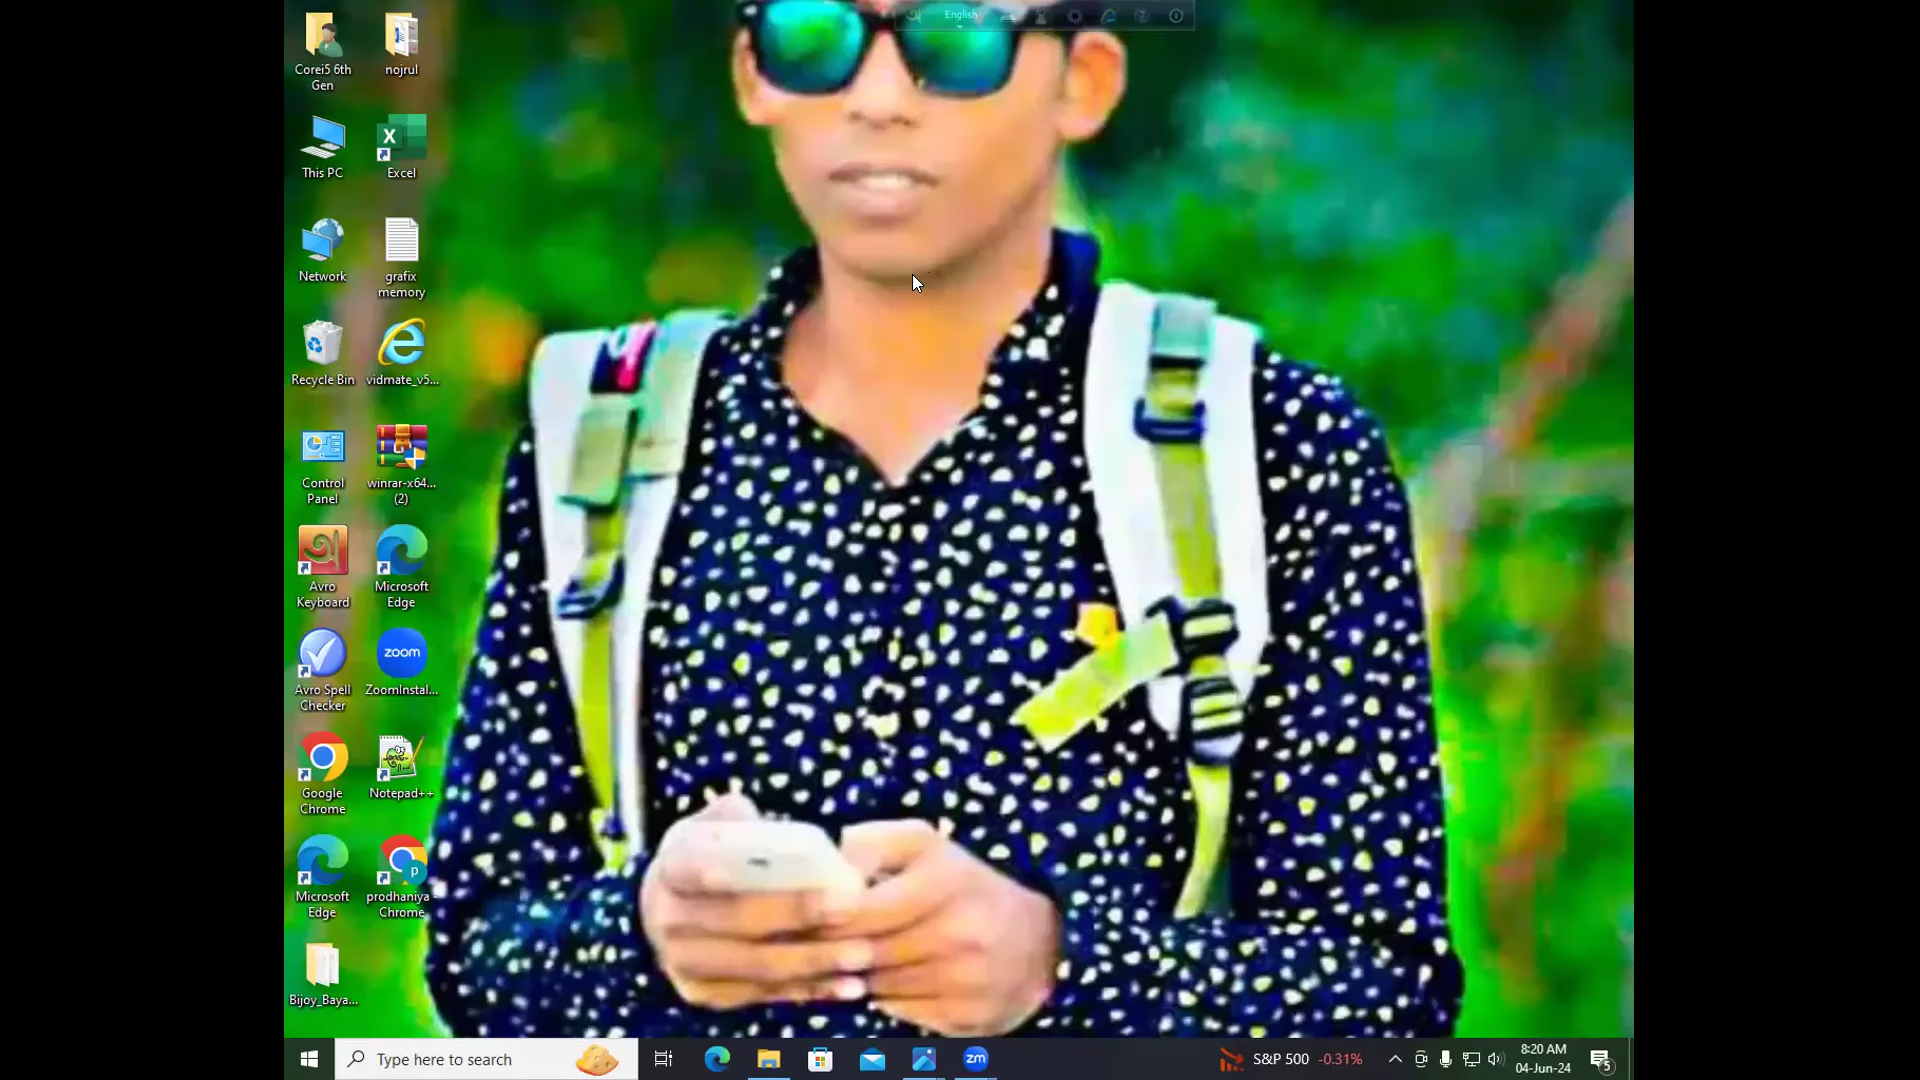 অ English
Corei5 6th
Gen
nojrul
This PC
Excel
Network
grafix
memory
Recycle Bin
vidmate_v5...
Control
Panel
winrar-x64...
(2)
অ
Avro
Keyboard
Microsoft
Edge
Avro Spell
Checker
zoom
ZoomInstal...
Google
Chrome
Notepad++
Microsoft
Edge
p
prodhaniya -
Chrome
Bijoy_Baya...
Type here to search
zm
S&P 500 -0.31%
8:20 AM
04-Jun-24
5